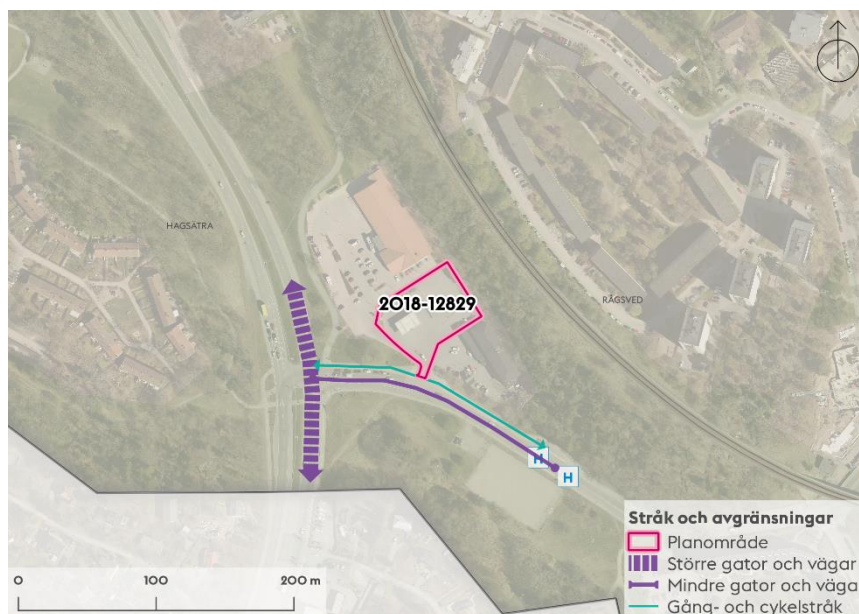 HAGSÄTRA
2018-12829
RÅGSVED
H
H
Stråk och avgränsningar
Planområde
Större gator och vägar
Mindre gator och väga
Gång- och cykelstråk
0 100 200 m